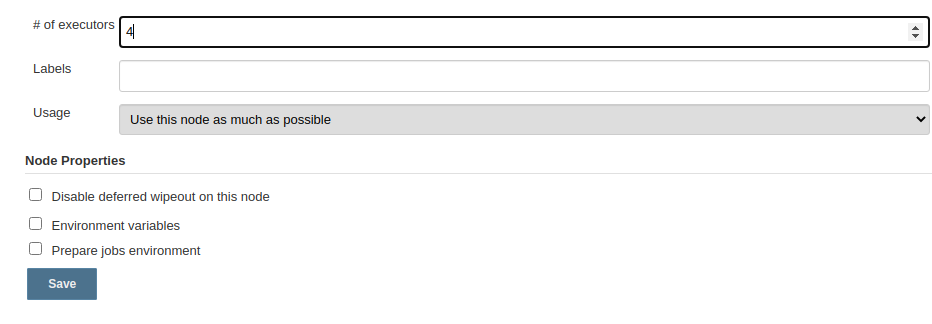 # of executors 4
Labels
Usage Use this node as much as possible
Node Properties
Disable deferred wipeout on this node
Environment variables
Prepare jobs environment
Save